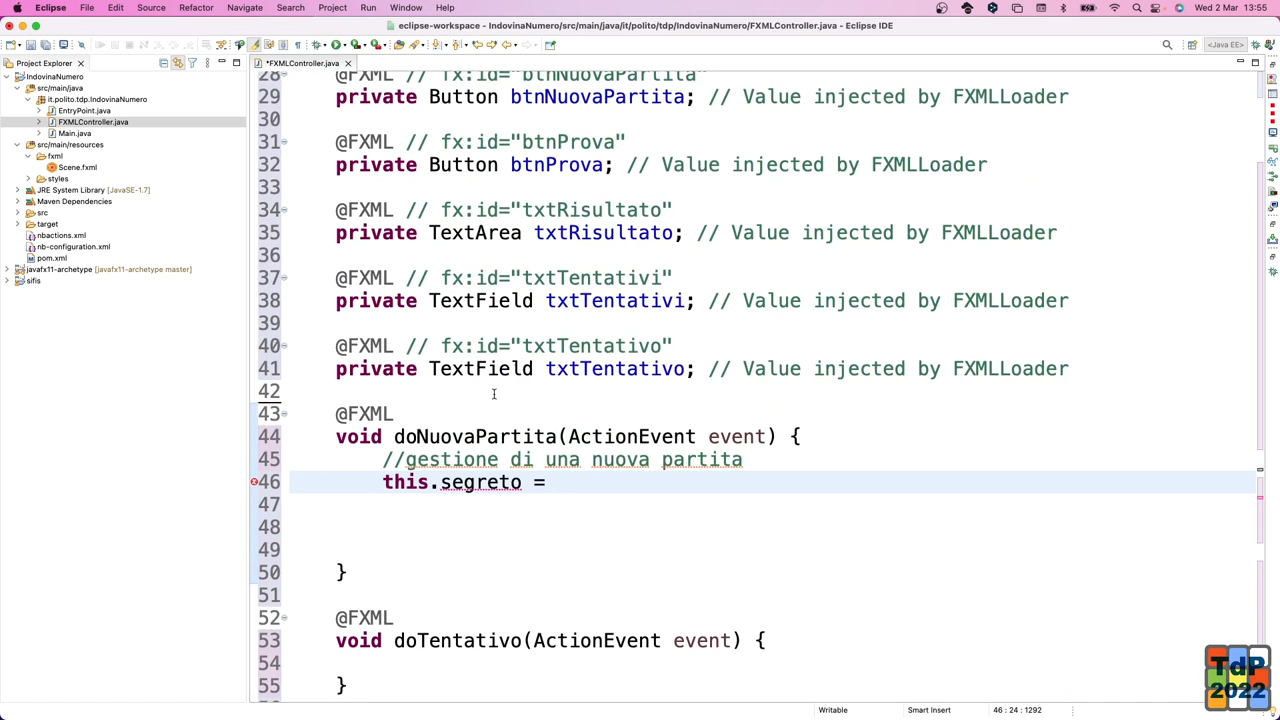 Eclipse File Edit Source Refactor Navigate Search Project Run Window Help Mon 7 Mar 13:55
eclipse-workspace - IndovinaNumero/src/main/java/it/polito/tdp/IndovinaNumero/FXMLController.java - Eclipse IDE
<Java EE>
Project Explorer
*FXMLController.java
IndovinaNumero
src/main/java
it.polito.tdp.IndovinaNumero
EntryPoint.java
FXMLController.java
Main.java
src/main/resources
fxml
Scene.fxml
styles
JRE System Library [JavaSE-1.7]
Maven Dependencies
src
target
nbactions.xml
nb-configuration.xml
pom.xml
javafx11-archetype [javafx11-archetype master]
sifis
28 @FXML // fx:id="btnNuovaPartita"
29 private Button btnNuovaPartita; // Value injected by FXMLLoader
30
31 @FXML // fx:id="btnProva"
32 private Button btnProva; // Value injected by FXMLLoader
33
34 @FXML // fx:id="txtRisultato"
35 private TextArea txtRisultato; // Value injected by FXMLLoader
36
37 @FXML // fx:id="txtTentativi"
38 private TextField txtTentativi; // Value injected by FXMLLoader
39
40 @FXML // fx:id="txtTentativo"
41 private TextField txtTentativo; // Value injected by FXMLLoader
42
43 @FXML
44 void doNuovaPartita(ActionEvent event) {
45 //gestione di una nuova partita
46 this.segreto =
47
48
49
50 }
51
52 @FXML
53 void doTentativo(ActionEvent event) {
54
55 }
TdP
2022
Writable Smart Insert 46 : 24 : 1292